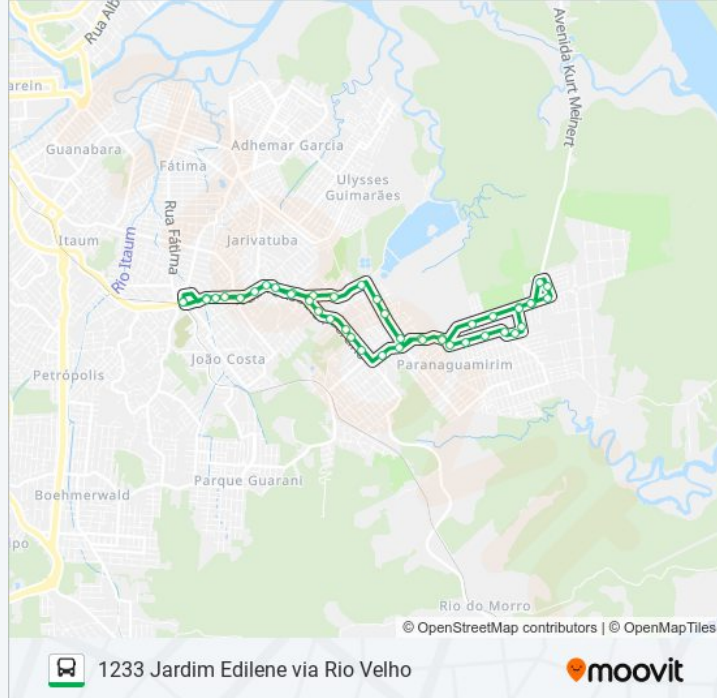 Rua Alb
arein
Avenida Kurt Meinert
Guanabara
Adhemar Garcia
Fátima
Ulysses
Guimarães
Rua Fátima
Rio Itaum
Itaum
Jarivatuba
João Costa
Paranaguamirim
Petrópolis
Parque Guarani
Boehmerwald
ipo
Rio do Morro
© OpenStreetMap contributors | © OpenMapTiles
1233 Jardim Edilene via Rio Velho
moovit